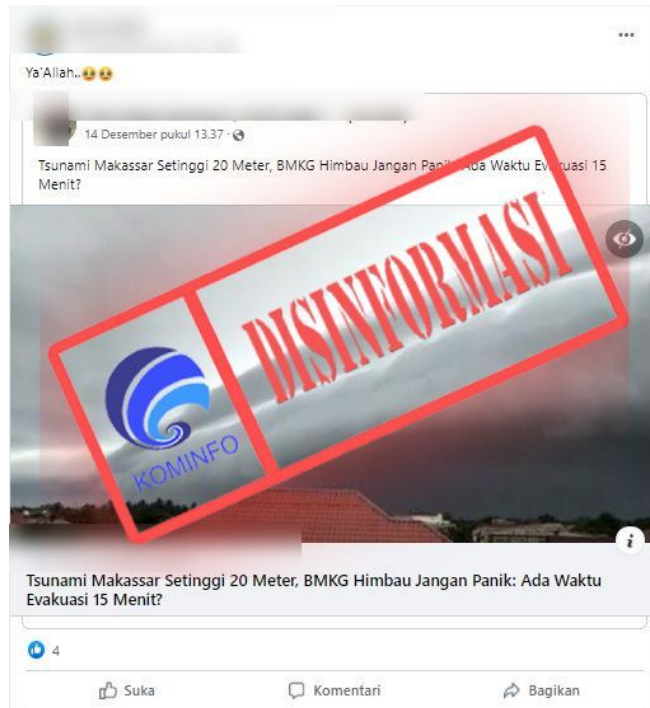 Ya'Allah..🥺🥺
14 Desember pukul 13.37 ·
Tsunami Makassar Setinggi 20 Meter, BMKG Himbau Jangan Panik: Ada Waktu Evakuasi 15
Menit?
DISINFORMASI
KOMINFO
Tsunami Makassar Setinggi 20 Meter, BMKG Himbau Jangan Panik: Ada Waktu
Evakuasi 15 Menit?
4
Suka
Komentari
Bagikan